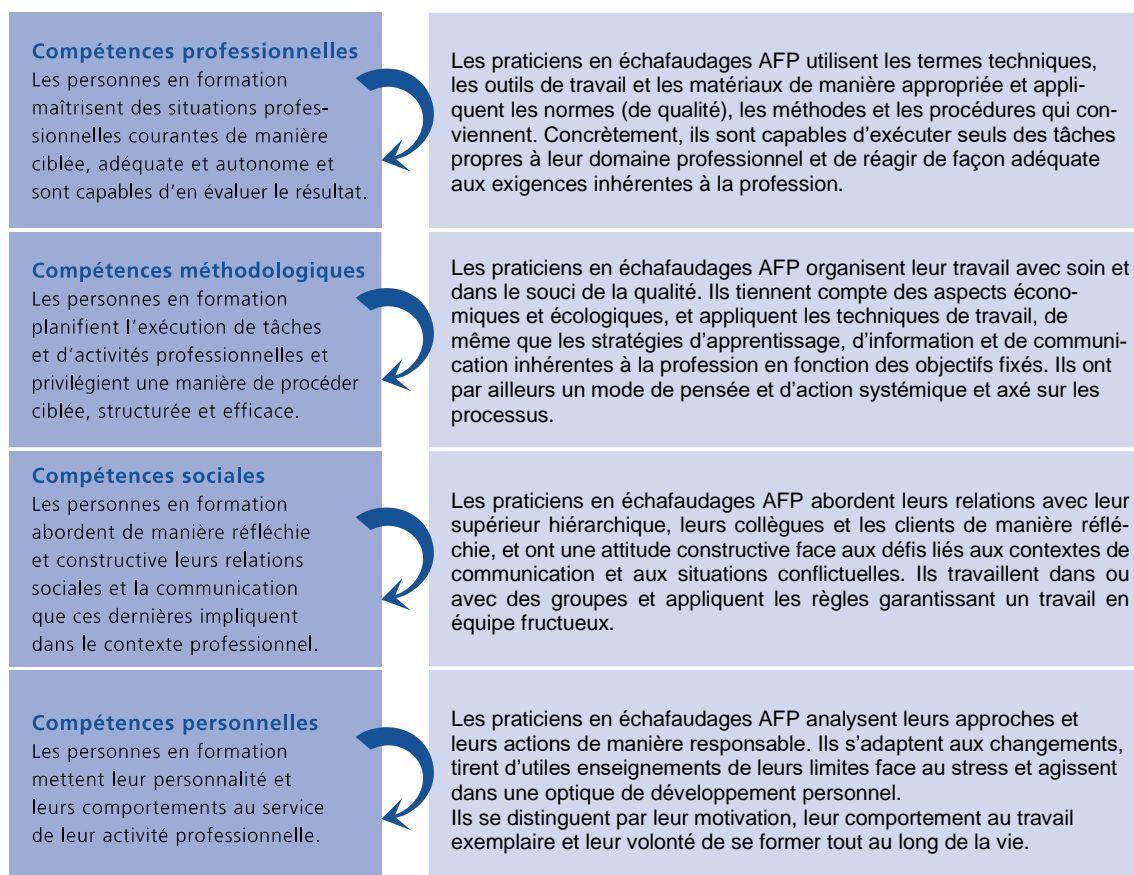 Compétences professionnelles
Les personnes en formation
maîtrisent des situations profes-
sionnelles courantes de manière
ciblée, adéquate et autonome et
sont capables d'en évaluer le résultat.
Les praticiens en échafaudages AFP utilisent les termes techniques,
les outils de travail et les matériaux de manière appropriée et appli-
quent les normes (de qualité), les méthodes et les procédures qui con-
viennent. Concrètement, ils sont capables d'exécuter seuls des tâches
propres à leur domaine professionnel et de réagir de façon adéquate
aux exigences inhérentes à la profession.
Compétences méthodologiques
Les personnes en formation
planifient l'exécution de tâches
et d'activités professionnelles et
privilégient une manière de procéder
ciblée, structurée et efficace.
Les praticiens en échafaudages AFP organisent leur travail avec soin et
dans le souci de la qualité. Ils tiennent compte des aspects écono-
miques et écologiques, et appliquent les techniques de travail, de
même que les stratégies d'apprentissage, d'information et de communi-
cation inhérentes à la profession en fonction des objectifs fixés. Ils ont
par ailleurs un mode de pensée et d'action systémique et axé sur les
processus.
Compétences sociales
Les personnes en formation
abordent de manière réfléchie
et constructive leurs relations
sociales et la communication
que ces dernières impliquent
dans le contexte professionnel.
Les praticiens en échafaudages AFP abordent leurs relations avec leur
supérieur hiérarchique, leurs collègues et les clients de manière réflé-
chie, et ont une attitude constructive face aux défis liés aux contextes de
communication et aux situations conflictuelles. Ils travaillent dans ou
avec des groupes et appliquent les règles garantissant un travail en
équipe fructueux.
Compétences personnelles
Les personnes en formation
mettent leur personnalité et
leurs comportements au service
de leur activité professionnelle.
Les praticiens en échafaudages AFP analysent leurs approches et
leurs actions de manière responsable. Ils s'adaptent aux changements,
tirent d'utiles enseignements de leurs limites face au stress et agissent
dans une optique de développement personnel.
Ils se distinguent par leur motivation, leur comportement au travail
exemplaire et leur volonté de se former tout au long de la vie.